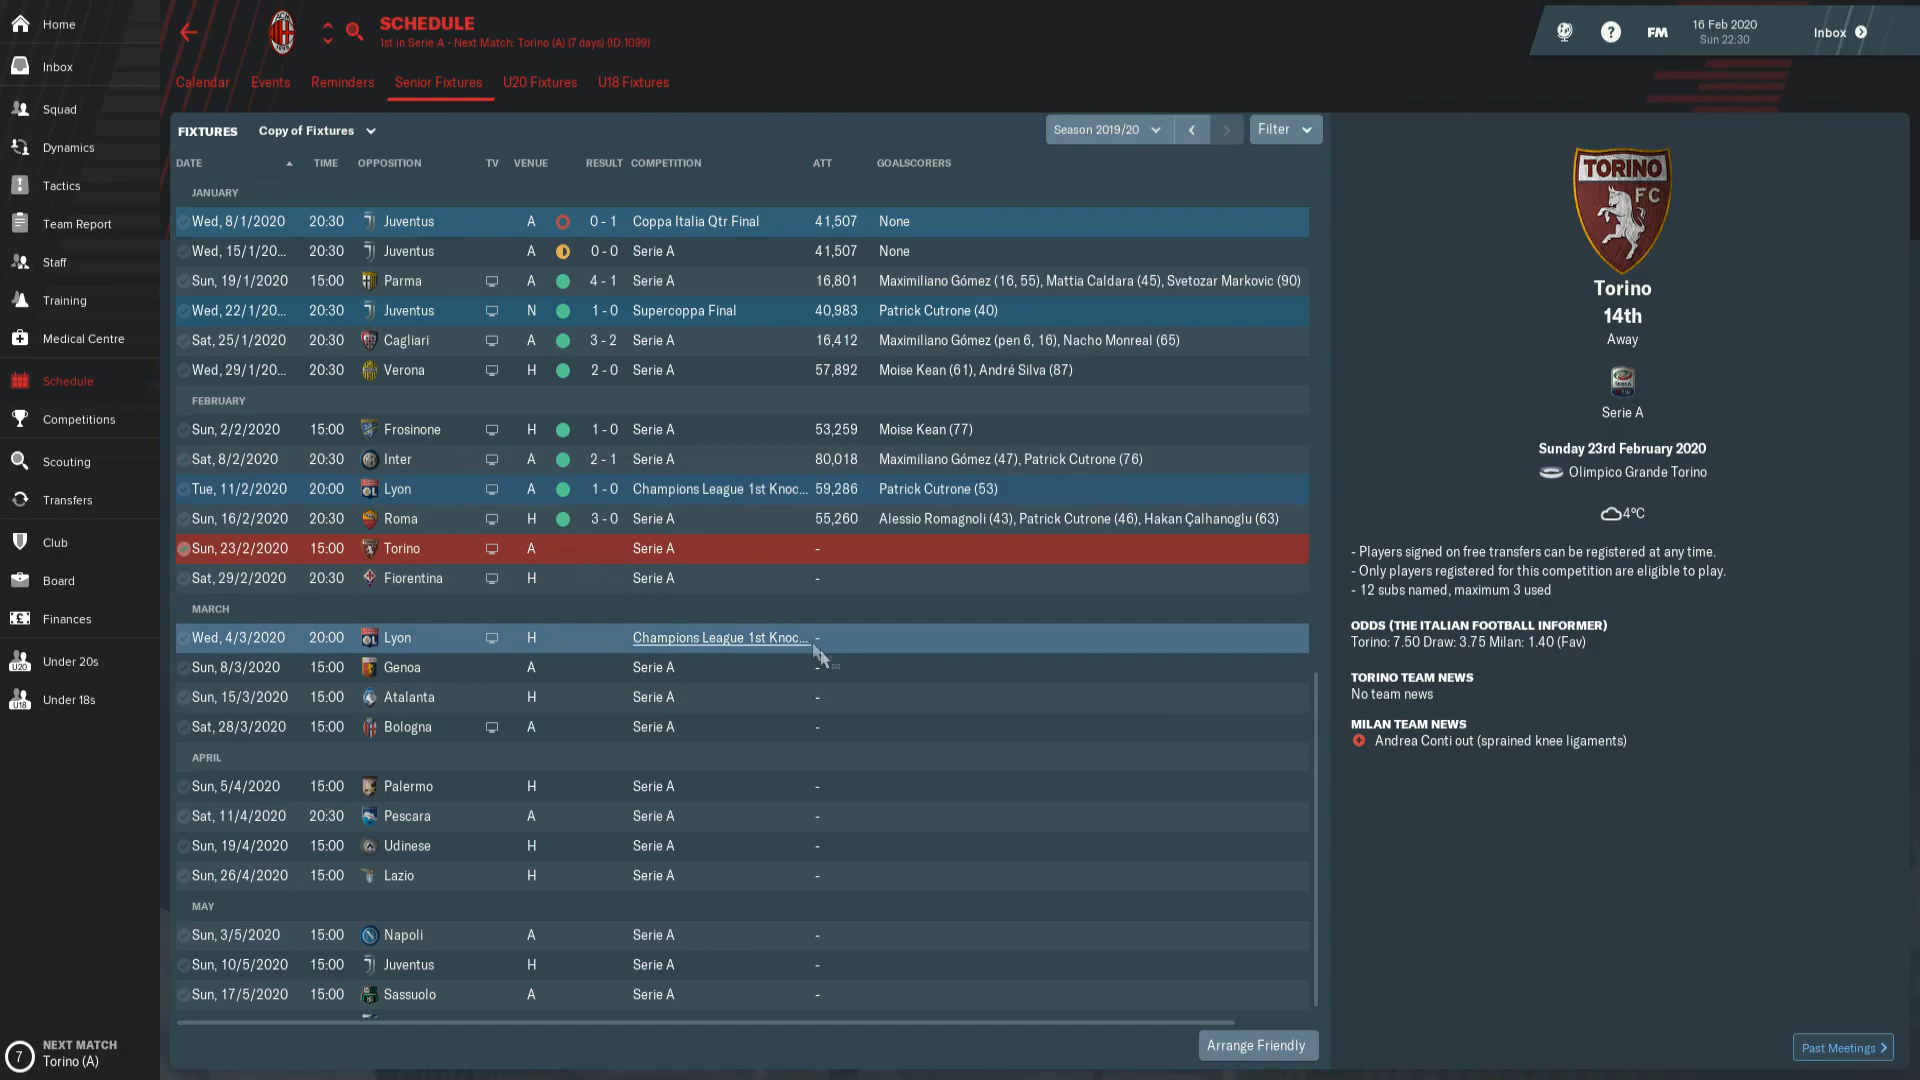 Home
Inbox
Squad
Dynamics
Tactics
Team Report
Staff
Training
Medical Centre
Schedule
Competitions
Scouting
Transfers
Club
Board
Finances
U20 Under 20s
U18 Under 18s
7 NEXT MATCH
Torino (A)
SCHEDULE
1st in Serie A - Next Match: Torino (A) (7 days) (ID:1099)
FM
16 Feb 2020
Sun 22:30
Inbox
Calendar Events Reminders Senior Fixtures U20 Fixtures U18 Fixtures
FIXTURES Copy of Fixtures Season 2019/20 Filter
DATE TIME OPPOSITION TV VENUE RESULT COMPETITION ATT GOALSCORERS
JANUARY
Wed, 8/1/2020 20:30 Juventus A 0 - 1 Coppa Italia Qtr Final 41,507 None
Wed, 15/1/20... 20:30 Juventus A 0 - 0 Serie A 41,507 None
Sun, 19/1/2020 15:00 Parma A 4 - 1 Serie A 16,801 Maximiliano Gómez (16, 55), Mattia Caldara (45), Svetozar Markovic (90)
Wed, 22/1/20... 20:30 Juventus N 1 - 0 Supercoppa Final 40,983 Patrick Cutrone (40)
Sat, 25/1/2020 20:30 Cagliari A 3 - 2 Serie A 16,412 Maximiliano Gómez (pen 6, 16), Nacho Monreal (65)
Wed, 29/1/20... 20:30 Verona H 2 - 0 Serie A 57,892 Moise Kean (61), André Silva (87)
FEBRUARY
Sun, 2/2/2020 15:00 Frosinone H 1 - 0 Serie A 53,259 Moise Kean (77)
Sat, 8/2/2020 20:30 Inter A 2 - 1 Serie A 80,018 Maximiliano Gómez (47), Patrick Cutrone (76)
Tue, 11/2/2020 20:00 Lyon A 1 - 0 Champions League 1st Knoc... 59,286 Patrick Cutrone (53)
Sun, 16/2/2020 20:30 Roma H 3 - 0 Serie A 55,260 Alessio Romagnoli (43), Patrick Cutrone (46), Hakan Çalhanoglu (63)
Sun, 23/2/2020 15:00 Torino A Serie A -
Sat, 29/2/2020 20:30 Fiorentina H Serie A -
MARCH
Wed, 4/3/2020 20:00 Lyon H Champions League 1st Knoc... -
Sun, 8/3/2020 15:00 Genoa A Serie A -
Sun, 15/3/2020 15:00 Atalanta H Serie A -
Sat, 28/3/2020 15:00 Bologna A Serie A -
APRIL
Sun, 5/4/2020 15:00 Palermo H Serie A -
Sat, 11/4/2020 20:30 Pescara A Serie A -
Sun, 19/4/2020 15:00 Udinese H Serie A -
Sun, 26/4/2020 15:00 Lazio H Serie A -
MAY
Sun, 3/5/2020 15:00 Napoli A Serie A -
Sun, 10/5/2020 15:00 Juventus H Serie A -
Sun, 17/5/2020 15:00 Sassuolo A Serie A -
Arrange Friendly
TORINO
FC
Torino
14th
Away
Serie A
Sunday 23rd February 2020
Olimpico Grande Torino
4°C
- Players signed on free transfers can be registered at any time.
- Only players registered for this competition are eligible to play.
- 12 subs named, maximum 3 used
ODDS (THE ITALIAN FOOTBALL INFORMER)
Torino: 7.50 Draw: 3.75 Milan: 1.40 (Fav)
TORINO TEAM NEWS
No team news
MILAN TEAM NEWS
Andrea Conti out (sprained knee ligaments)
Past Meetings